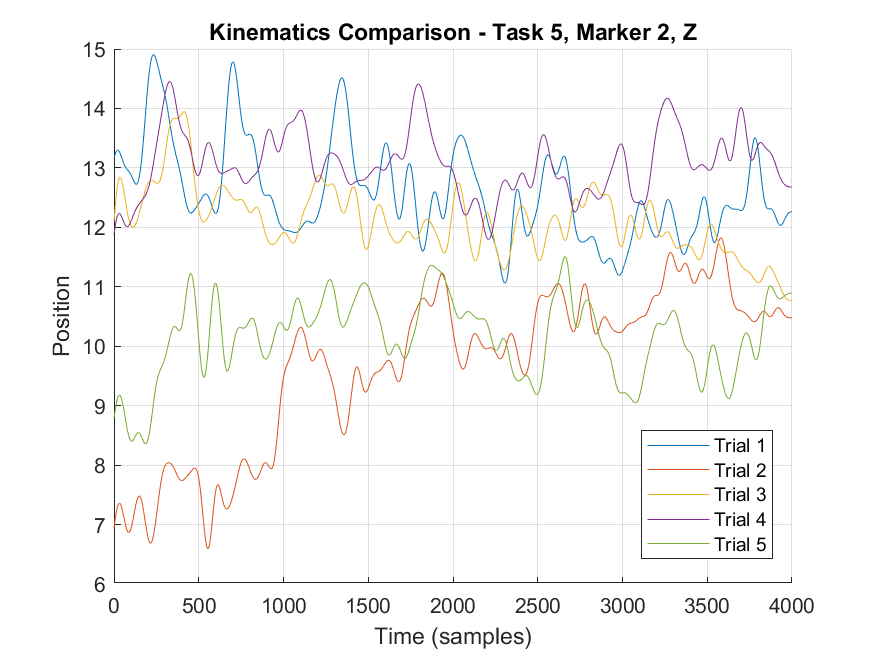 Kinematics Comparison - Task 5, Marker 2, Z
15
14
13
12
11
10
9
8
7
6
Position
0 500 1000 1500 2000 2500 3000 3500 4000
Time (samples)
Trial 1
Trial 2
Trial 3
Trial 4
Trial 5